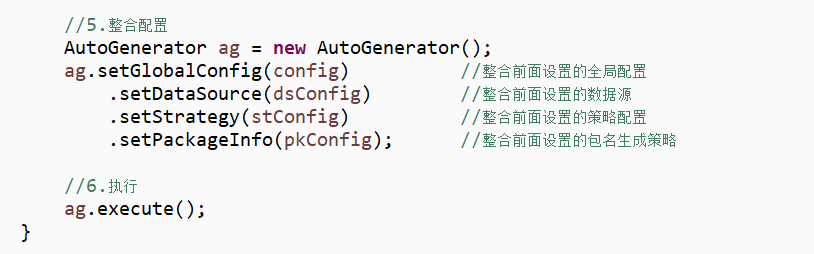 //5.整合配置
AutoGenerator ag = new AutoGenerator();
ag.setGlobalConfig(config) //整合前面设置的全局配置
.setDataSource(dsConfig) //整合前面设置的数据源
.setStrategy(stConfig) //整合前面设置的策略配置
.setPackageInfo(pkConfig); //整合前面设置的包名生成策略
//6.执行
ag.execute();
}